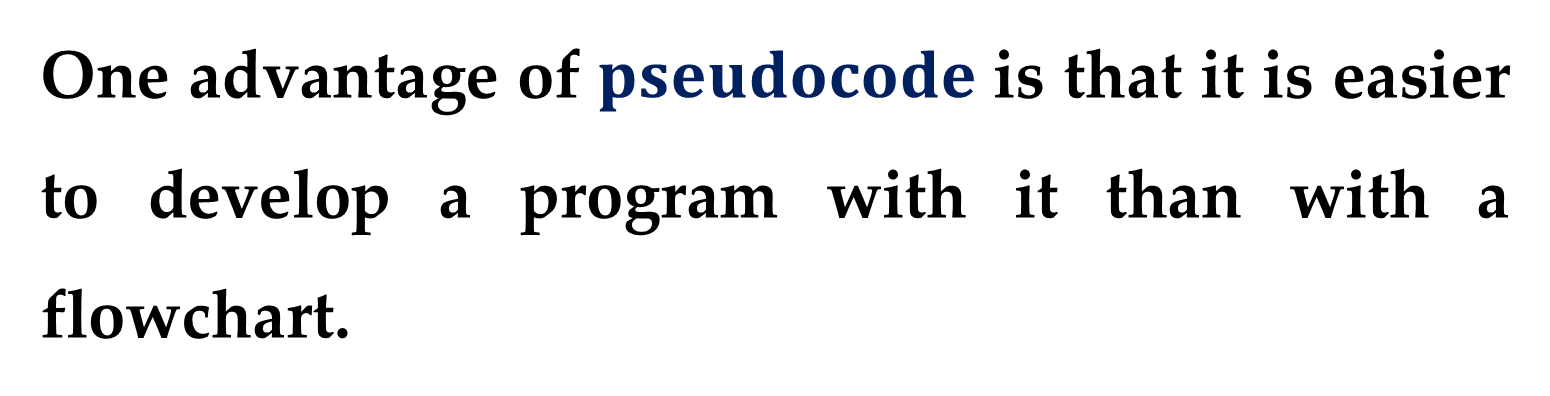 One advantage of pseudocode is that it is easier
to develop a program with it than with a
flowchart.